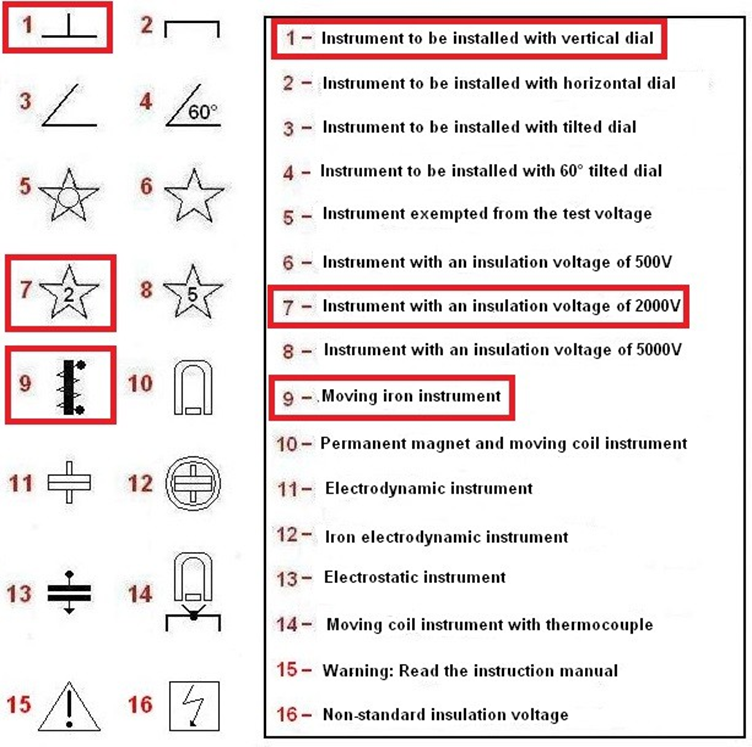 1
2
3
4
60°
5
6
7
2
8
5
9
10
11
12
13
14
15
!
16
1 – Instrument to be installed with vertical dial
2 – Instrument to be installed with horizontal dial
3 – Instrument to be installed with tilted dial
4 – Instrument to be installed with 60° tilted dial
5 – Instrument exempted from the test voltage
6 – Instrument with an insulation voltage of 500V
7 – Instrument with an insulation voltage of 2000V
8 – Instrument with an insulation voltage of 5000V
9 – .Moving iron instrument
10 – Permanent magnet and moving coil instrument
11 – Electrodynamic instrument
12 – Iron electrodynamic instrument
13 – Electrostatic instrument
14 – Moving coil instrument with thermocouple
15 – Warning: Read the instruction manual
16 – Non-standard insulation voltage